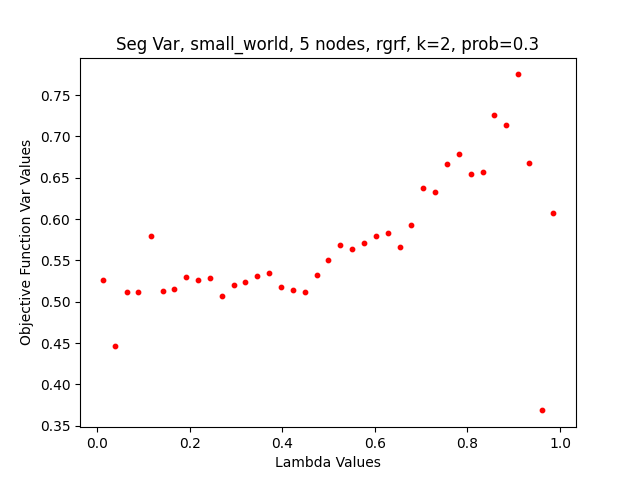 Seg Var, small_world, 5 nodes, rgrf, k=2, prob=0.3
Objective Function Var Values
0.75
0.70
0.65
0.60
0.55
0.50
0.45
0.40
0.35
0.0 0.2 0.4 0.6 0.8 1.0
Lambda Values